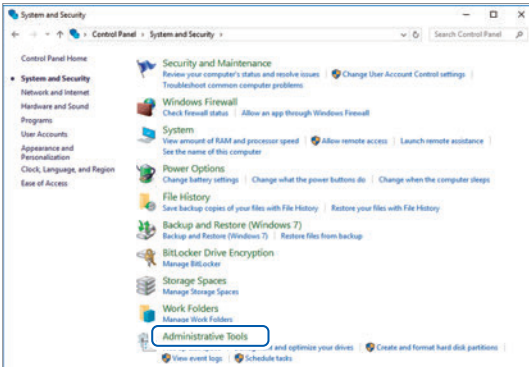 System and Security
Control Panel > System and Security >
Search Control Panel
Control Panel Home
System and Security
Network and Internet
Hardware and Sound
Programs
User Accounts
Appearance and
Personalization
Clock, Language, and Region
Ease of Access
Security and Maintenance
Review your computer's status and resolve issues | Change User Account Control settings |
Troubleshoot common computer problems
Windows Firewall
Check firewall status | Allow an app through Windows Firewall
System
View amount of RAM and processor speed | Allow remote access | Launch remote assistance |
See the name of this computer
Power Options
Change battery settings | Change what the power buttons do | Change when the computer sleeps
File History
Save backup copies of your files with File History | Restore your files with File History
Backup and Restore (Windows 7)
Backup and Restore (Windows 7) | Restore files from backup
BitLocker Drive Encryption
Manage BitLocker
Storage Spaces
Manage Storage Spaces
Work Folders
Manage Work Folders
Administrative Tools
and optimize your drives | Create and format hard disk partitions |
View event logs | Schedule tasks